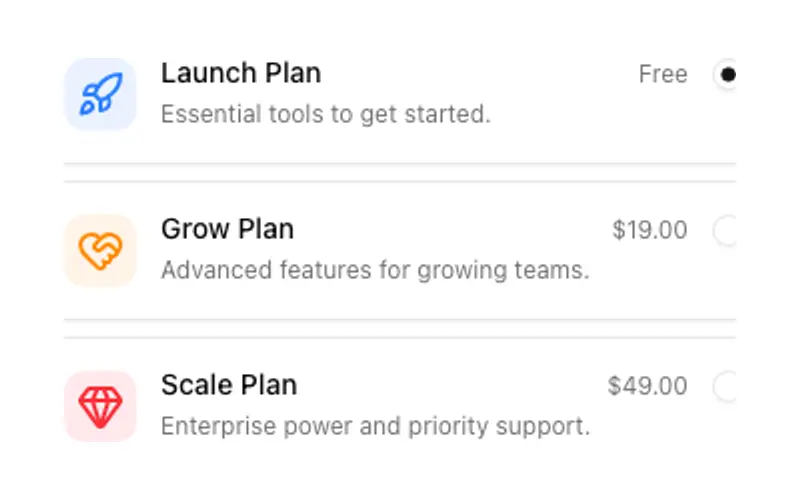 Launch Plan
Free
Essential tools to get started.
Grow Plan
$19.00
Advanced features for growing teams.
Scale Plan
$49.00
Enterprise power and priority support.